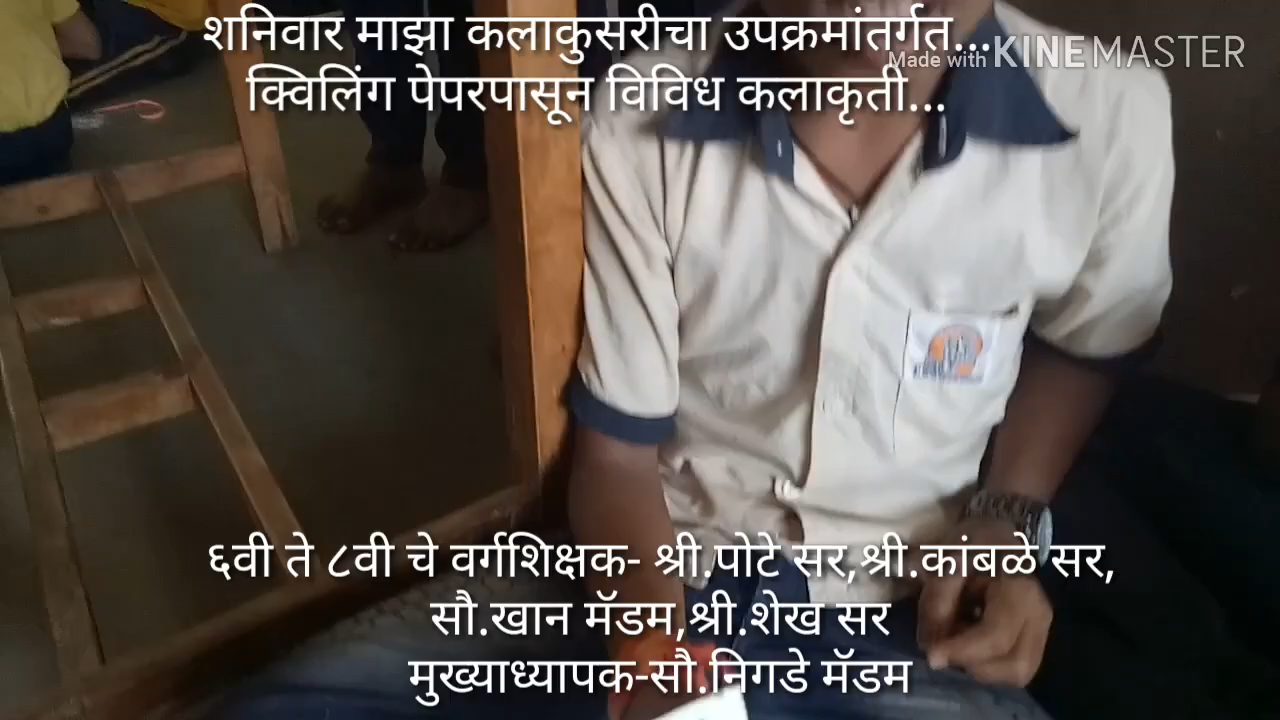 शनिवार माझा कलाकुसरीचा उपक्रमांतर्गत...
Made with KINEMASTER
क्विलिंग पेपरपासून विविध कलाकृती...
६वी ते ८वी चे वर्गशिक्षक- श्री.पोटे सर,श्री.कांबळे सर,
सौ.खान मॅडम,श्री.शेख सर
मुख्याध्यापक-सौ.निगडे मॅडम